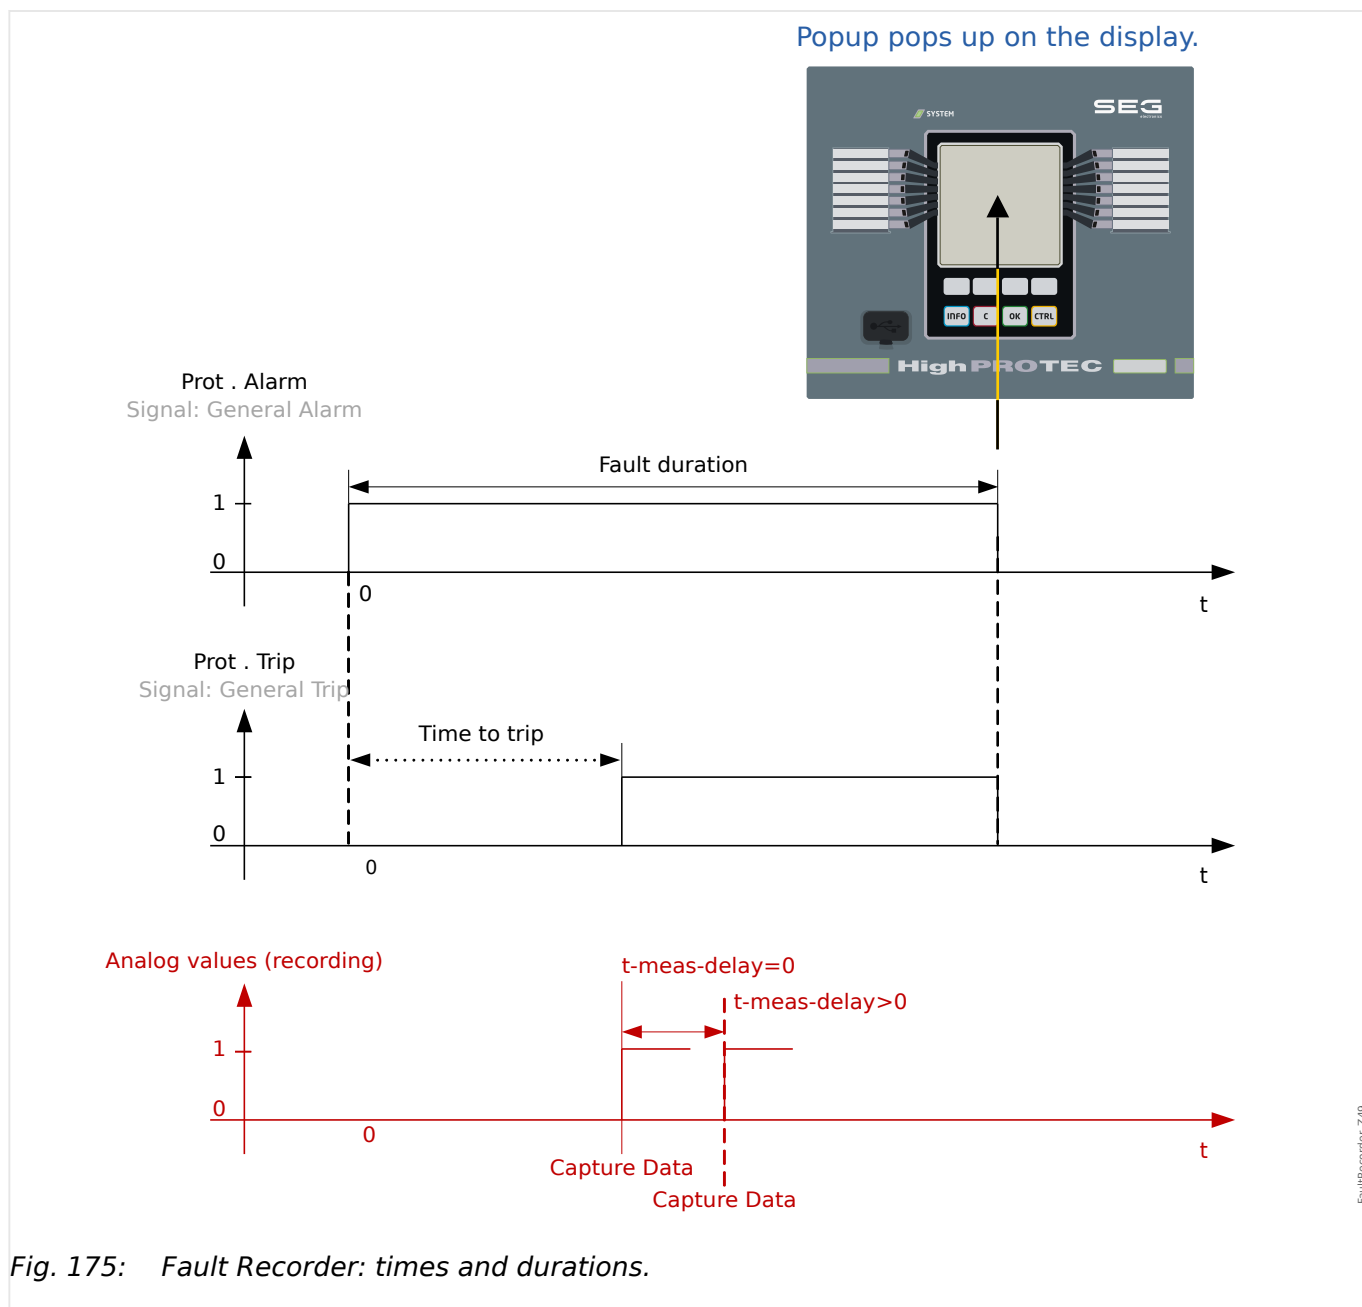 Popup pops up on the display.
SYSTEM
SEG
INFO
C
OK
CTRL
HighPROTEC
Prot . Alarm
Signal: General Alarm
Fault duration
1
0
0
t
Prot . Trip
Signal: General Trip
Time to trip
1
0
0
t
Analog values (recording)
t-meas-delay=0
t-meas-delay>0
1
0
0
t
Capture Data
Capture Data
Fig. 175: Fault Recorder: times and durations.